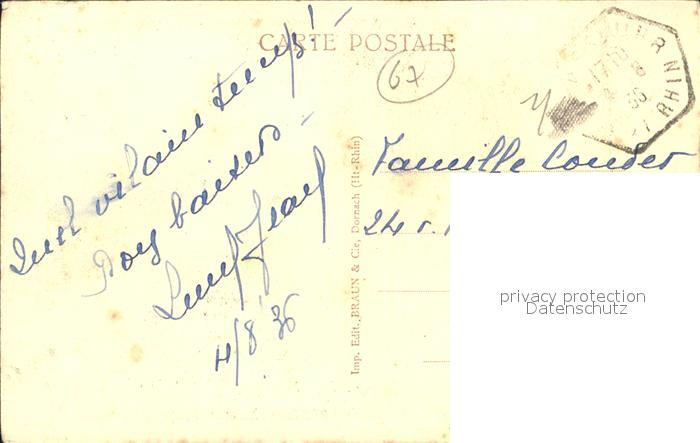 CARTE POSTALE
67
Quel vilain temps! -
Bons baisers -
4/8 36
Imp. Edit. BRAUN & Cie, Dornach (Ht-Rhin)
Famille
24 r.
RHIN
privacy protection
Datenschutz